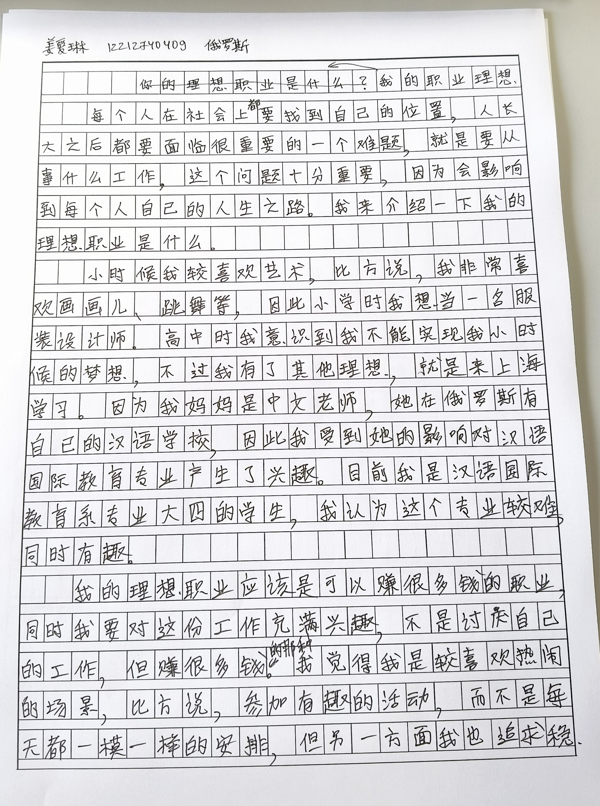 姜夏琳 12212740409 俄罗斯
你的理想职业是什么？我的职业理想.
每个人在社会上都要找到自己的位置，人长
大之后都要面临很重要的一个难题，就是要从
事什么工作，这个问题十分重要，因为会影响
到每个人自己的人生之路。我来介绍一下我的
理想职业是什么。
小时候我较喜欢艺术，比方说，我非常喜
欢画画儿、跳舞等，因此小学时我想当一名服
装设计师。高中时我意识到我不能实现我小时
候的梦想，不过我有了其他理想，就是来上海
学习。因为我妈妈是中文老师，她在俄罗斯有
自己的汉语学校，因此我受到她的影响对汉语
国际教育专业产生了兴趣。目前我是汉语国际
教育系专业大四的学生，我认为这个专业较难，
同时有趣。
我的理想职业应该是可以赚很多钱的职业，
同时我要对这份工作充满兴趣，不是讨厌自己
的工作，但赚很多钱的那种。我觉得我是较喜欢热闹
的场景，比方说，参加有趣的活动，而不是每
天都一模一样的安排，但另一方面我也追求稳.